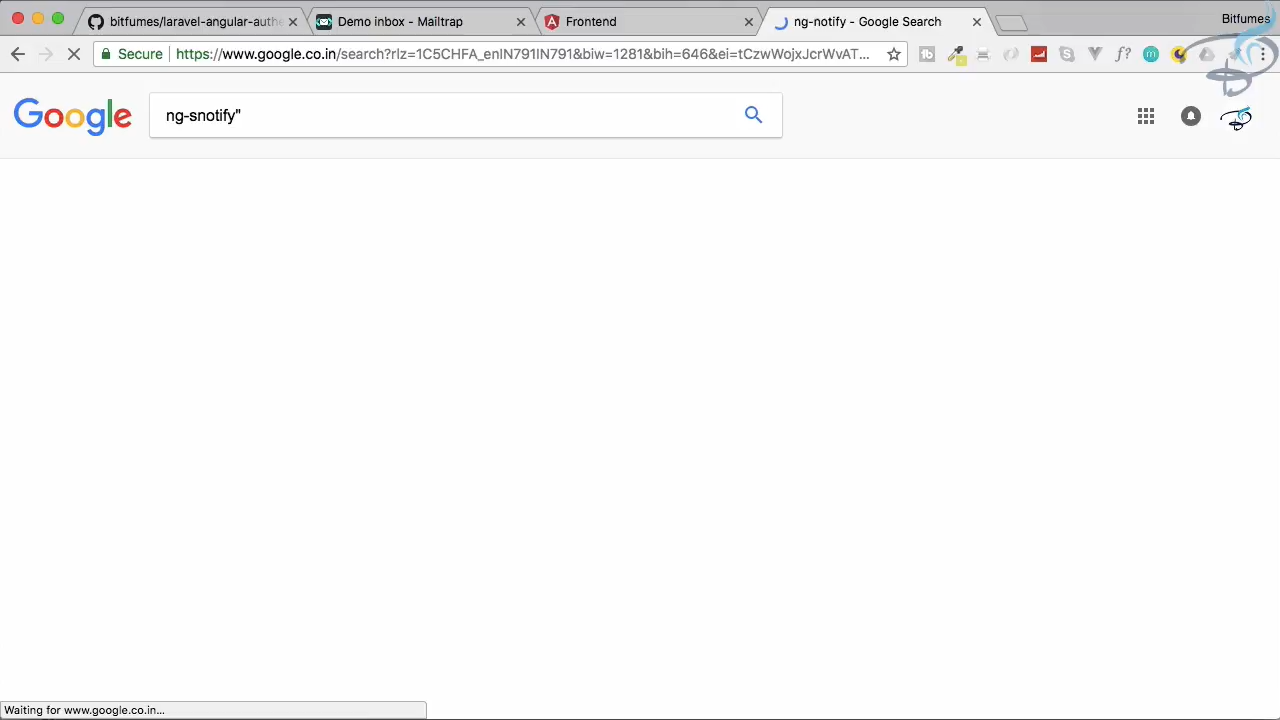 bitfumes/laravel-angular-authe
Demo inbox - Mailtrap
Frontend
ng-notify - Google Search
Bitfumes
Secure
https://www.google.co.in/search?rlz=1C5CHFA_enIN791IN791&biw=1281&bih=646&ei=tCzwWojxJcrWvAT...
Google
ng-snotify"
Waiting for www.google.co.in...